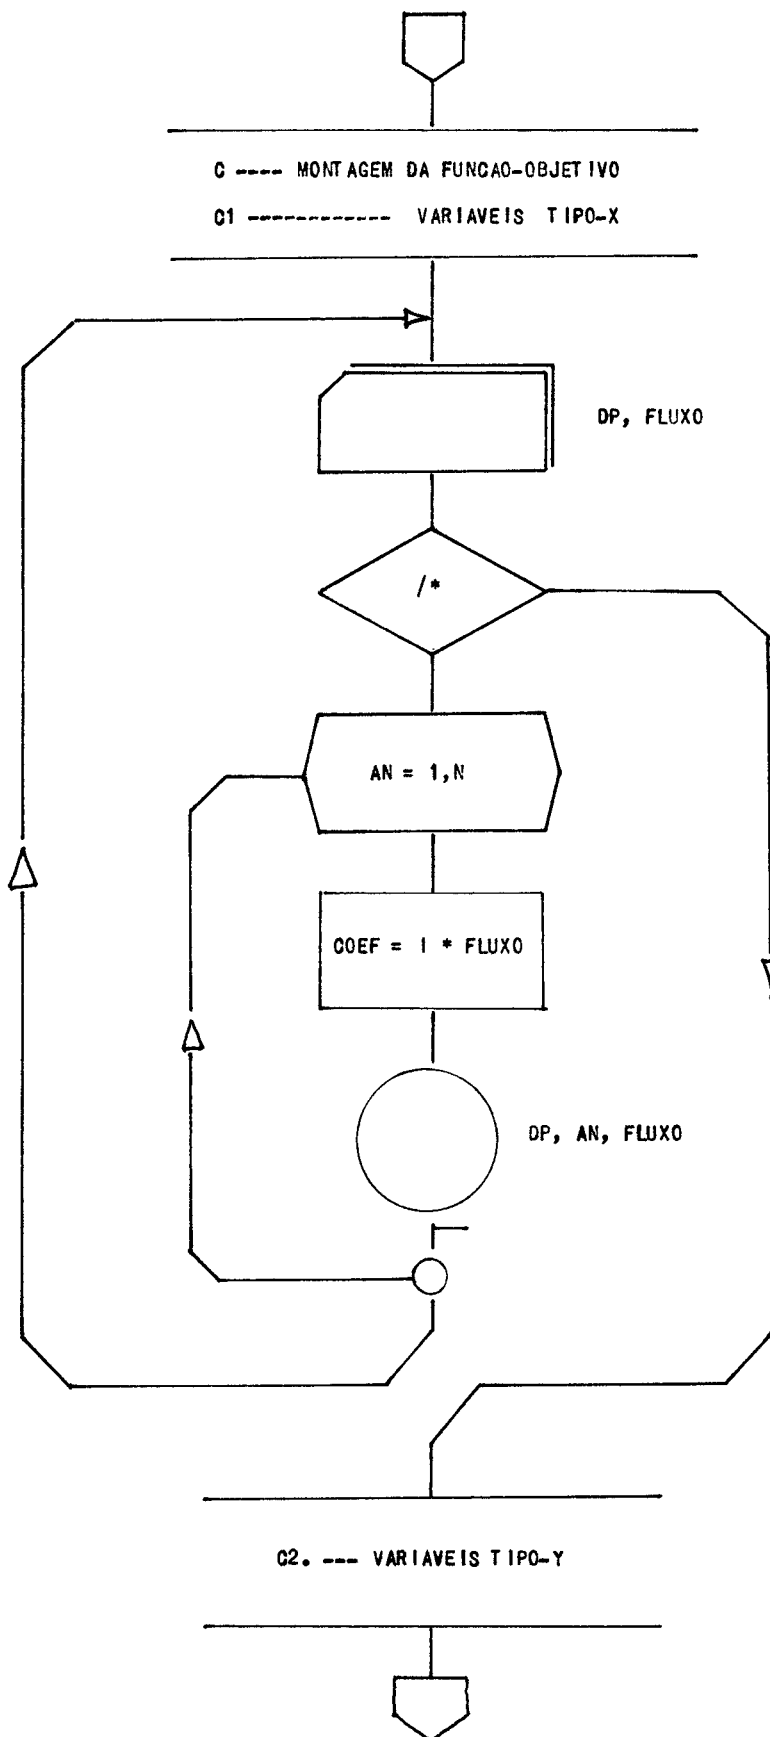 C ---- MONTAGEM DA FUNCAO-OBJETIVO
C1 ------------ VARIAVEIS TIPO-X
DP, FLUXO
/*
AN = 1,N
COEF = I * FLUXO
DP, AN, FLUXO
C2. --- VARIAVEIS TIPO-Y